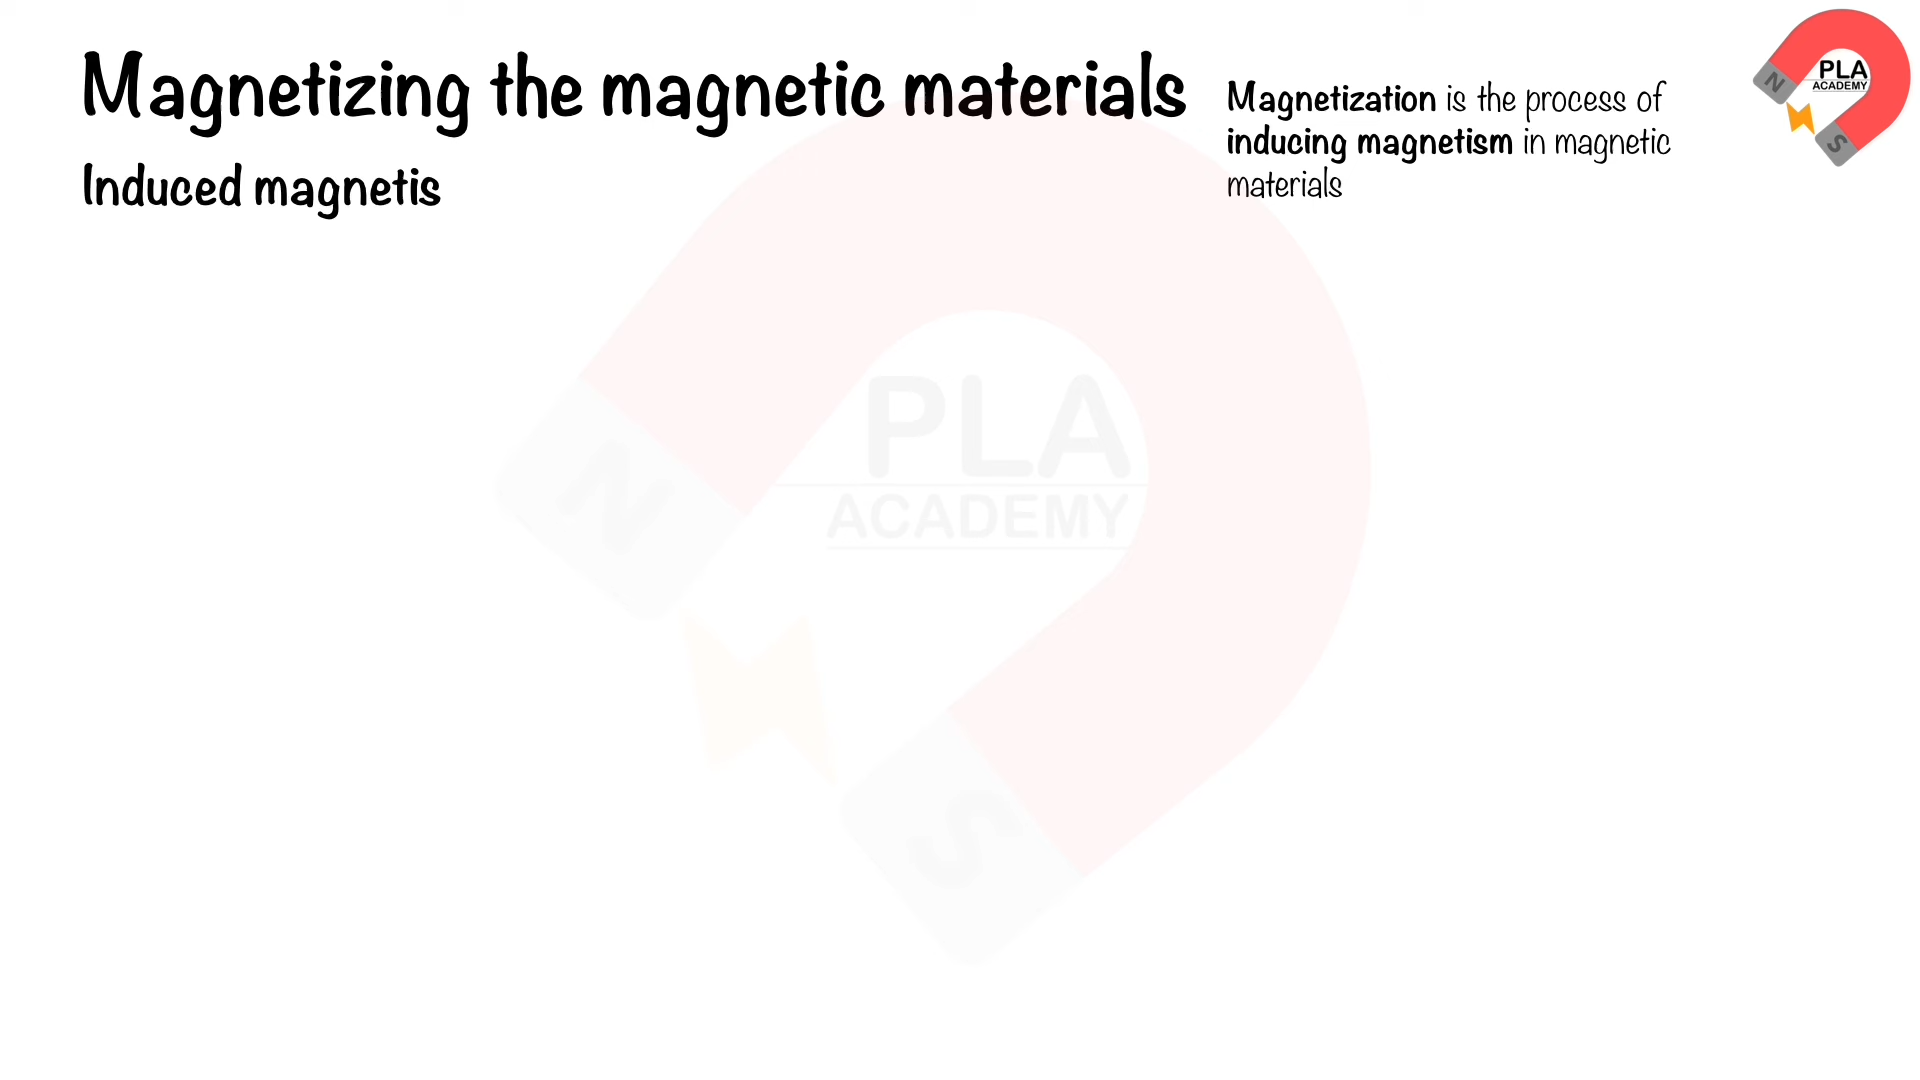 Magnetizing the magnetic materials
Magnetization is the process of
inducing magnetism in magnetic
materials
Induced magnetis
N
PLA
ACADEMY
S
PLA
ACADEMY
N
S